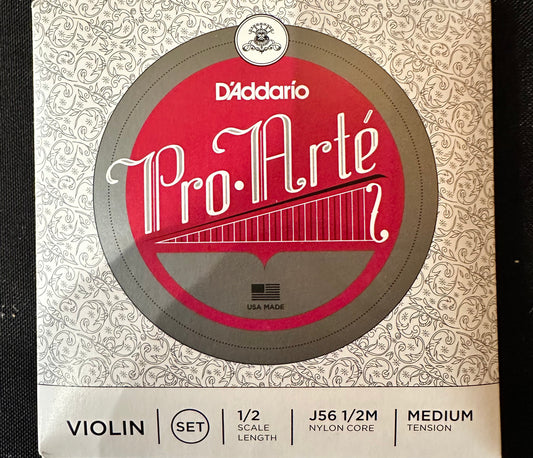 D'Addario
Pro·Arté
USA MADE
VIOLIN SET 1/2 J56 1/2M MEDIUM
SCALE NYLON CORE TENSION
LENGTH